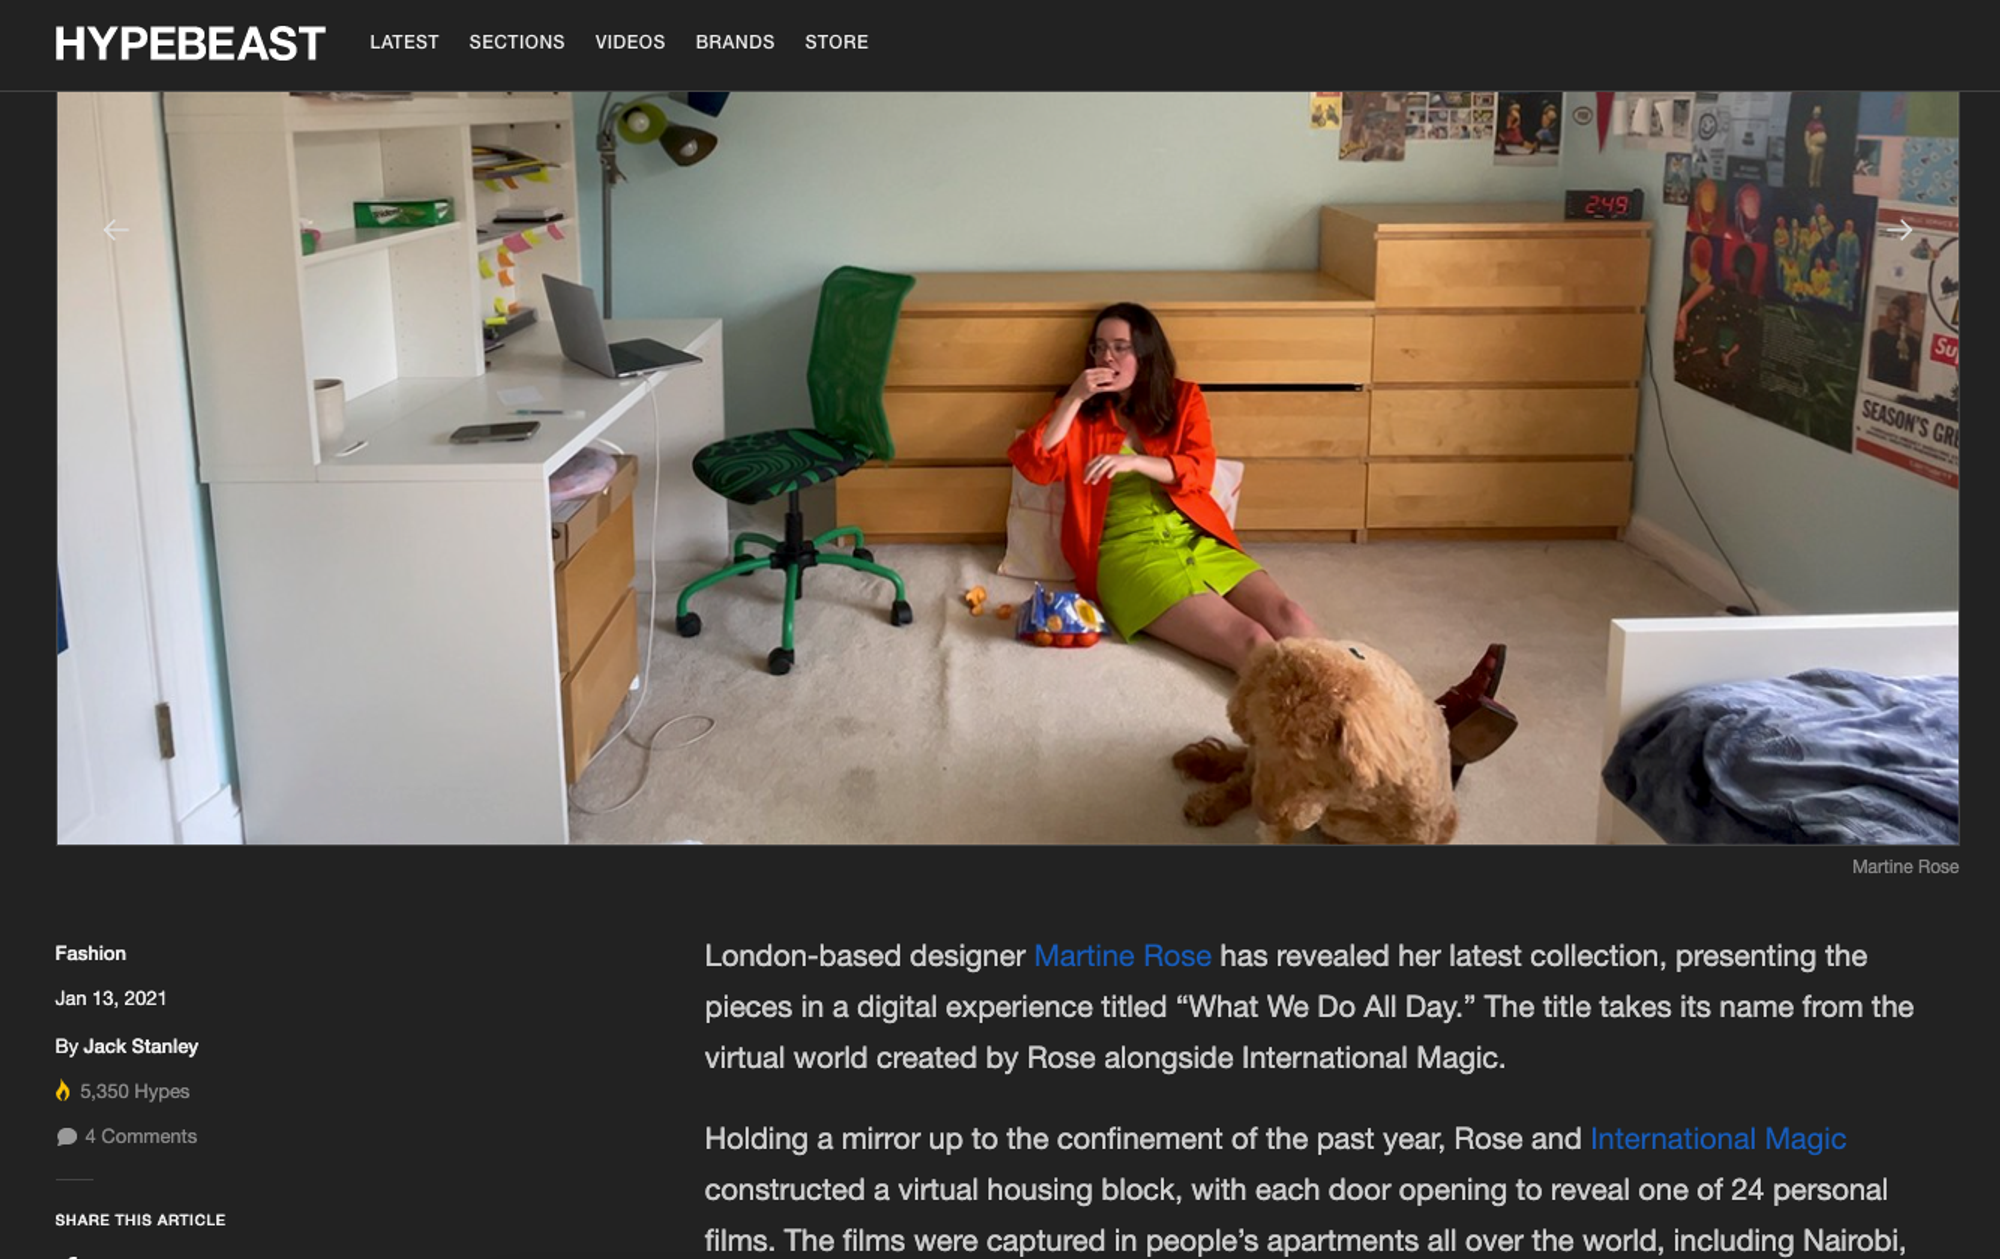 HYPEBEAST
LATEST SECTIONS VIDEOS BRANDS STORE
trident
2:49
Su
SEASON'S GRE
Martine Rose
Fashion
Jan 13, 2021
By Jack Stanley
5,350 Hypes
4 Comments
SHARE THIS ARTICLE
London-based designer Martine Rose has revealed her latest collection, presenting the
pieces in a digital experience titled “What We Do All Day.” The title takes its name from the
virtual world created by Rose alongside International Magic.
Holding a mirror up to the confinement of the past year, Rose and International Magic
constructed a virtual housing block, with each door opening to reveal one of 24 personal
films. The films were captured in people’s apartments all over the world, including Nairobi,